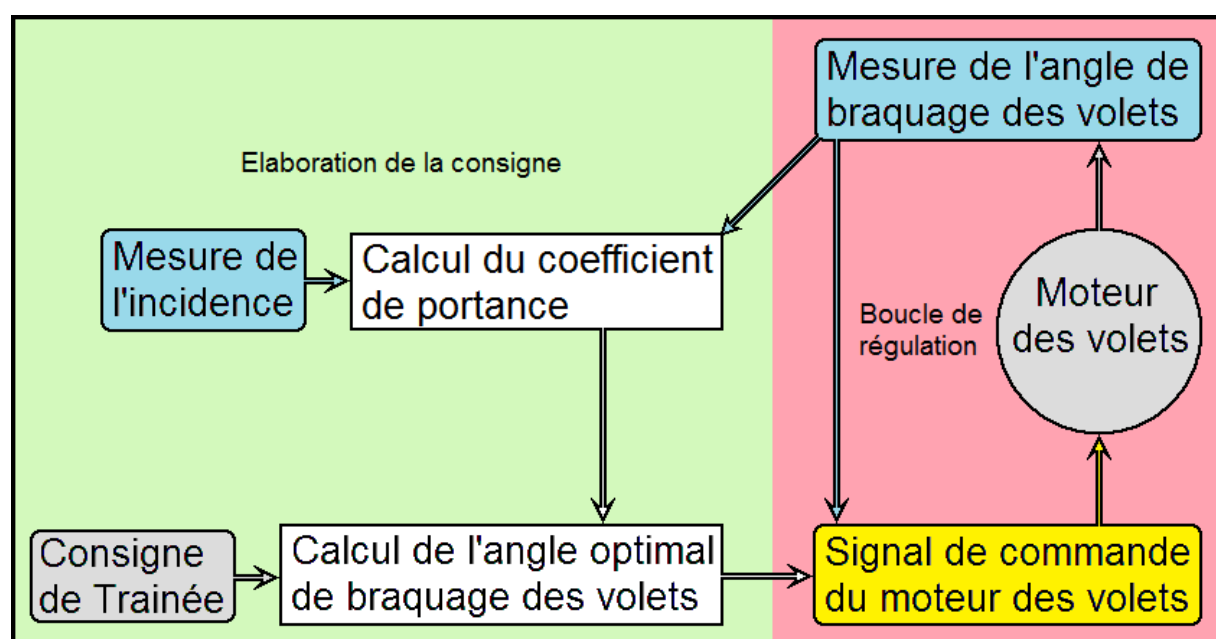 Mesure de l'angle de
braquage des volets
Elaboration de la consigne
Mesure de
l'incidence
Calcul du coefficient
de portance
Moteur
des volets
Boucle de
régulation
Consigne
de Trainée
Calcul de l'angle optimal
de braquage des volets
Signal de commande
du moteur des volets